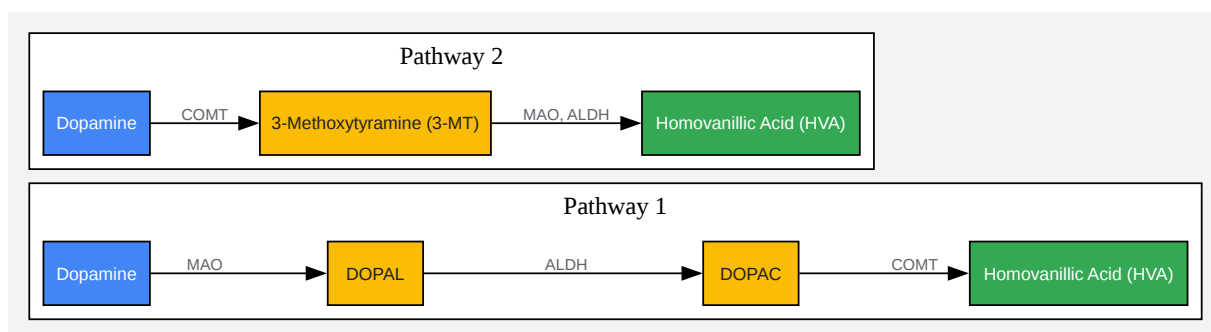 Pathway 2
Dopamine
COMT
3-Methoxytyramine (3-MT)
MAO, ALDH
Homovanillic Acid (HVA)
Pathway 1
Dopamine
MAO
DOPAL
ALDH
DOPAC
COMT
Homovanillic Acid (HVA)